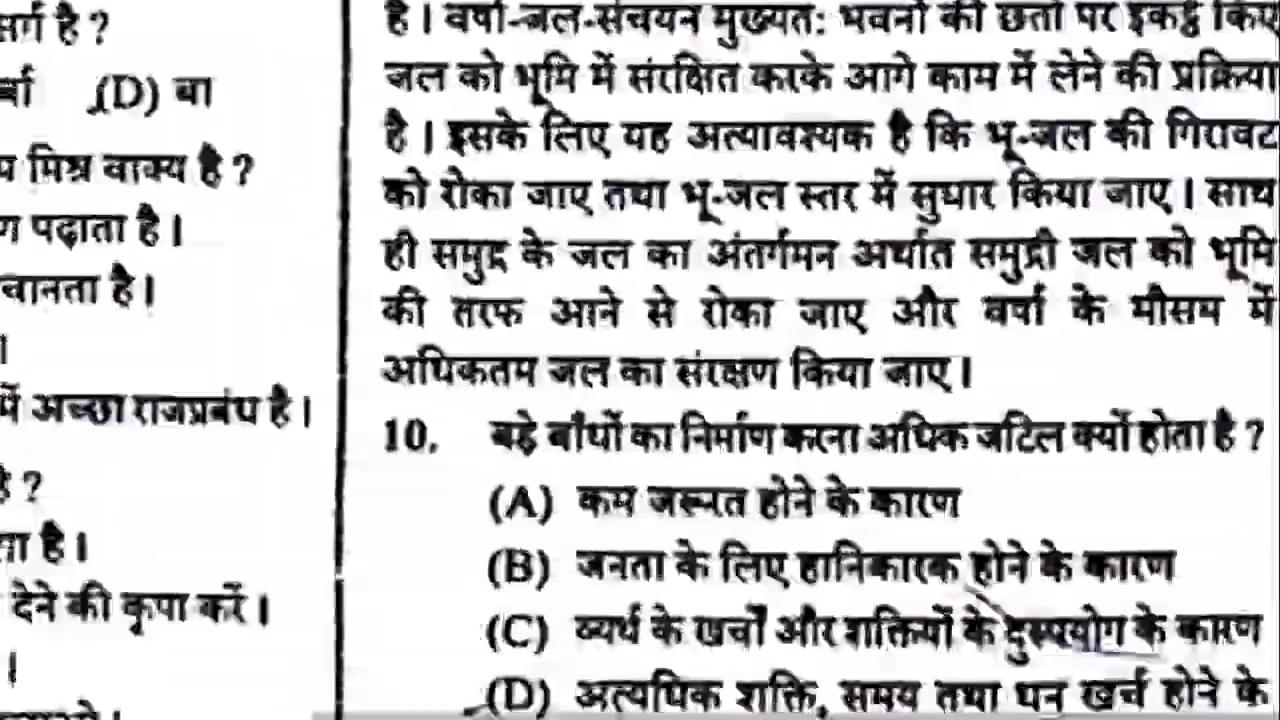 सर्ग है ?
र्वा (D) वा
मिश्र वाक्य है ?
पढ़ाता है।
है।
में अच्छा राजप्रबंध है।
है ?
है।
देने की कृपा करें।
है। वर्षा-जल-संचयन मुख्यतः भवनों की छतों पर इकट्ठे किए
जल को भूमि में संरक्षित करके आगे काम में लेने की प्रक्रिया
है। इसके लिए यह अत्यावश्यक है कि भू-जल की गिरावट
को रोका जाए तथा भू-जल स्तर में सुधार किया जाए। साथ
ही समुद्र के जल का अंतर्गमन अर्थात समुद्री जल को भूमि
की तरफ आने से रोका जाए और वर्षा के मौसम में
अधिकतम जल का संरक्षण किया जाए।
10. बड़े बाँधों का निर्माण करना अधिक जटिल क्यों होता है ?
(A) कम जरूरत होने के कारण
(B) जनता के लिए हानिकारक होने के कारण
(C) व्यर्थ के खर्चों और शक्तियों के दुरुपयोग के कारण
(D) अत्यधिक शक्ति, समय तथा धन खर्च होने के